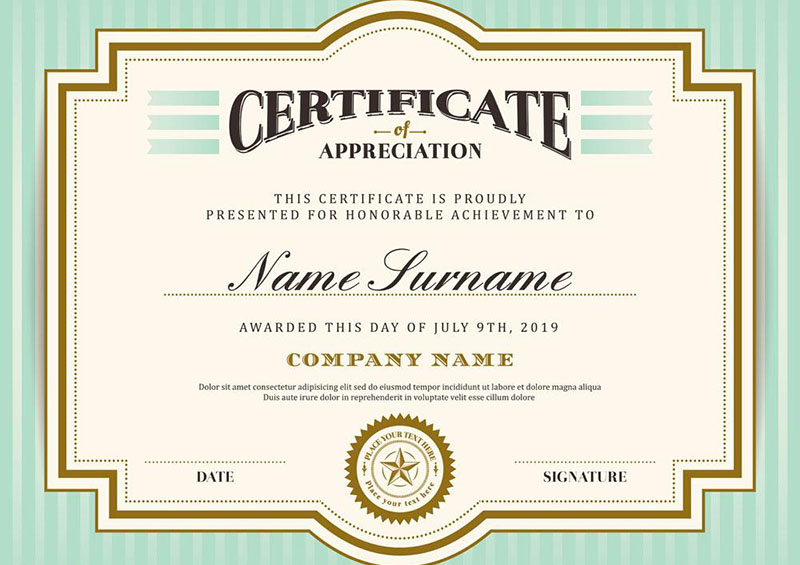 CERTIFICATE
of
APPRECIATION
THIS CERTIFICATE IS PROUDLY
PRESENTED FOR HONORABLE ACHIEVEMENT TO
Name Surname
AWARDED THIS DAY OF JULY 9TH, 2019
COMPANY NAME
Dolor sit amet consectetur adipisicing elit sed do eiusmod tempor incididunt ut labore et dolore magna aliqua
Duis aute irure dolor in reprehenderit in voluptate velit esse cillum dolore
PLACE YOUR TEXT HERE
Place your text here
DATE
SIGNATURE